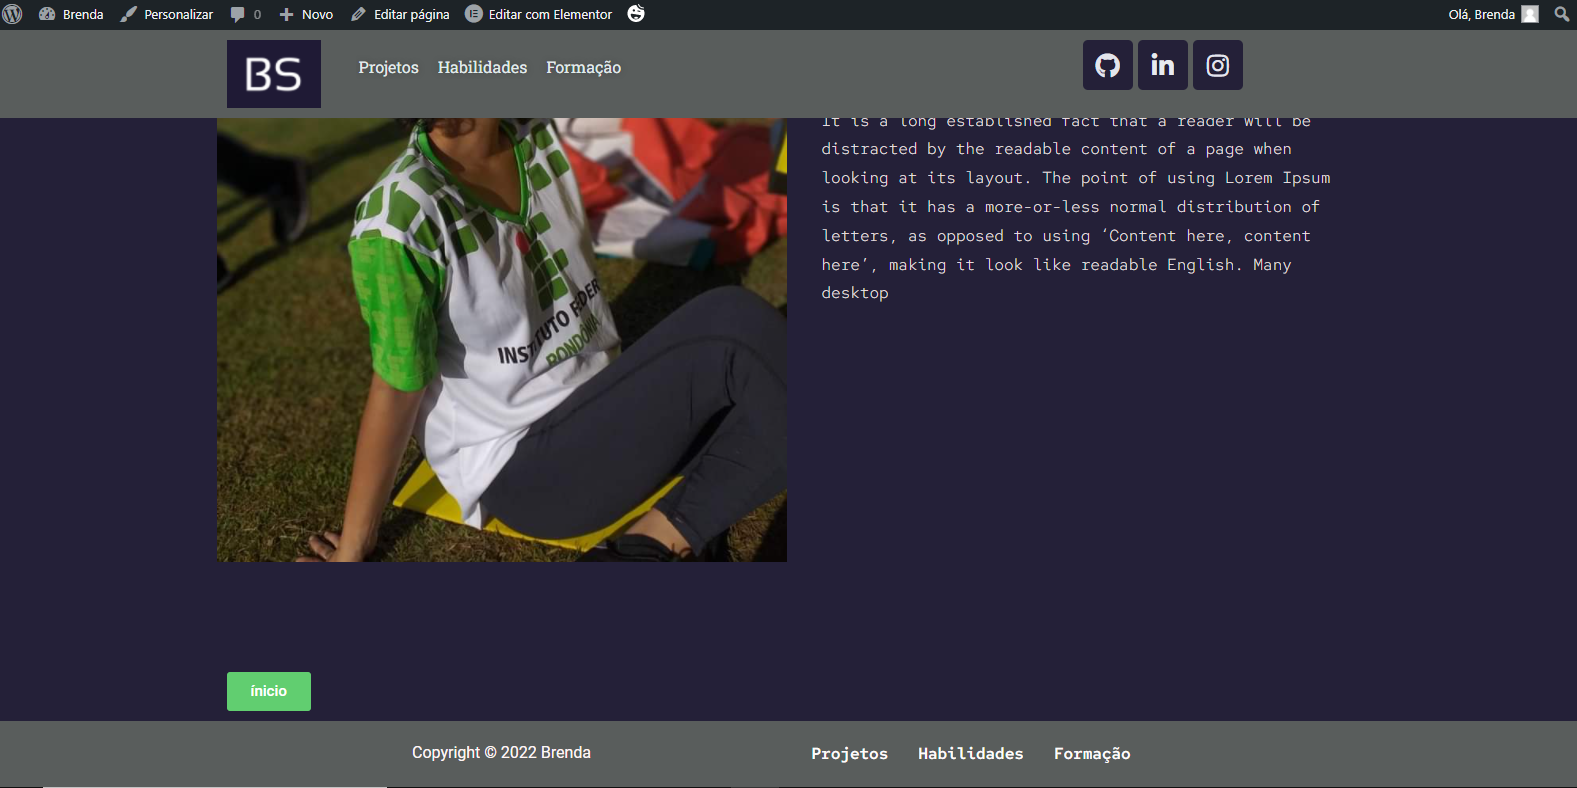 Brenda Personalizar 0 Novo Editar página Editar com Elementor Olá, Brenda
BS Projetos Habilidades Formação in
It is a long established fact that a reader will be
distracted by the readable content of a page when
looking at its layout. The point of using Lorem Ipsum
is that it has a more-or-less normal distribution of
letters, as opposed to using ‘Content here, content
here’, making it look like readable English. Many
desktop
INSTITUTO FEDER
RONDÔNIA
ínicio
Copyright © 2022 Brenda Projetos Habilidades Formação